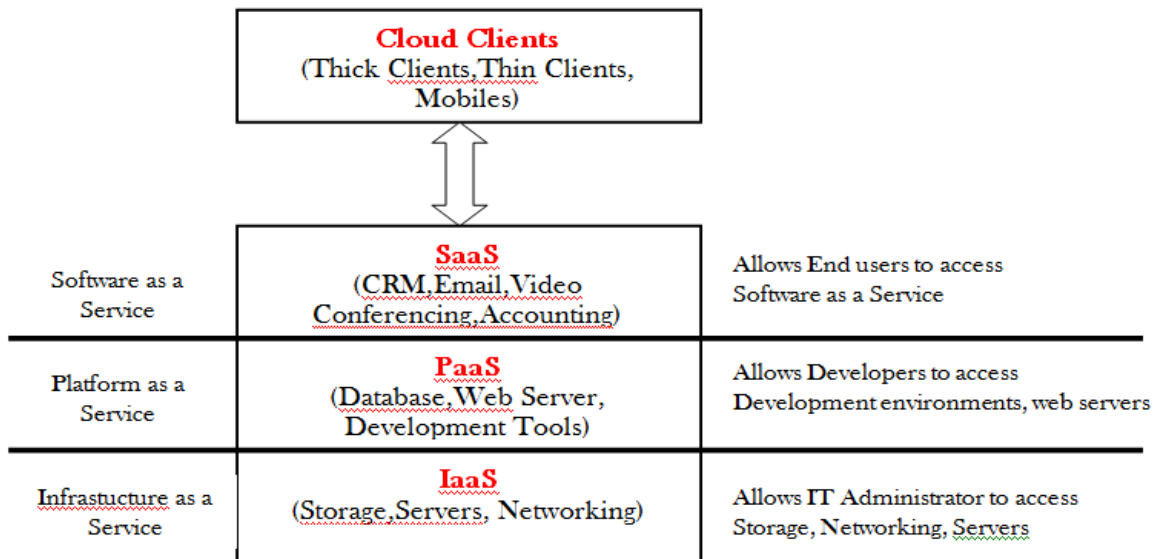 Cloud Clients
(Thick Clients,Thin Clients,
Mobiles)
Software as a
Service
SaaS
(CRM,Email,Video
Conferencing,Accounting)
Allows End users to access
Software as a Service
Platform as a
Service
PaaS
(Database,Web Server,
Development Tools)
Allows Developers to access
Development environments, web servers
Infrastucture as a
Service
IaaS
(Storage,Servers, Networking)
Allows IT Administrator to access
Storage, Networking, Servers